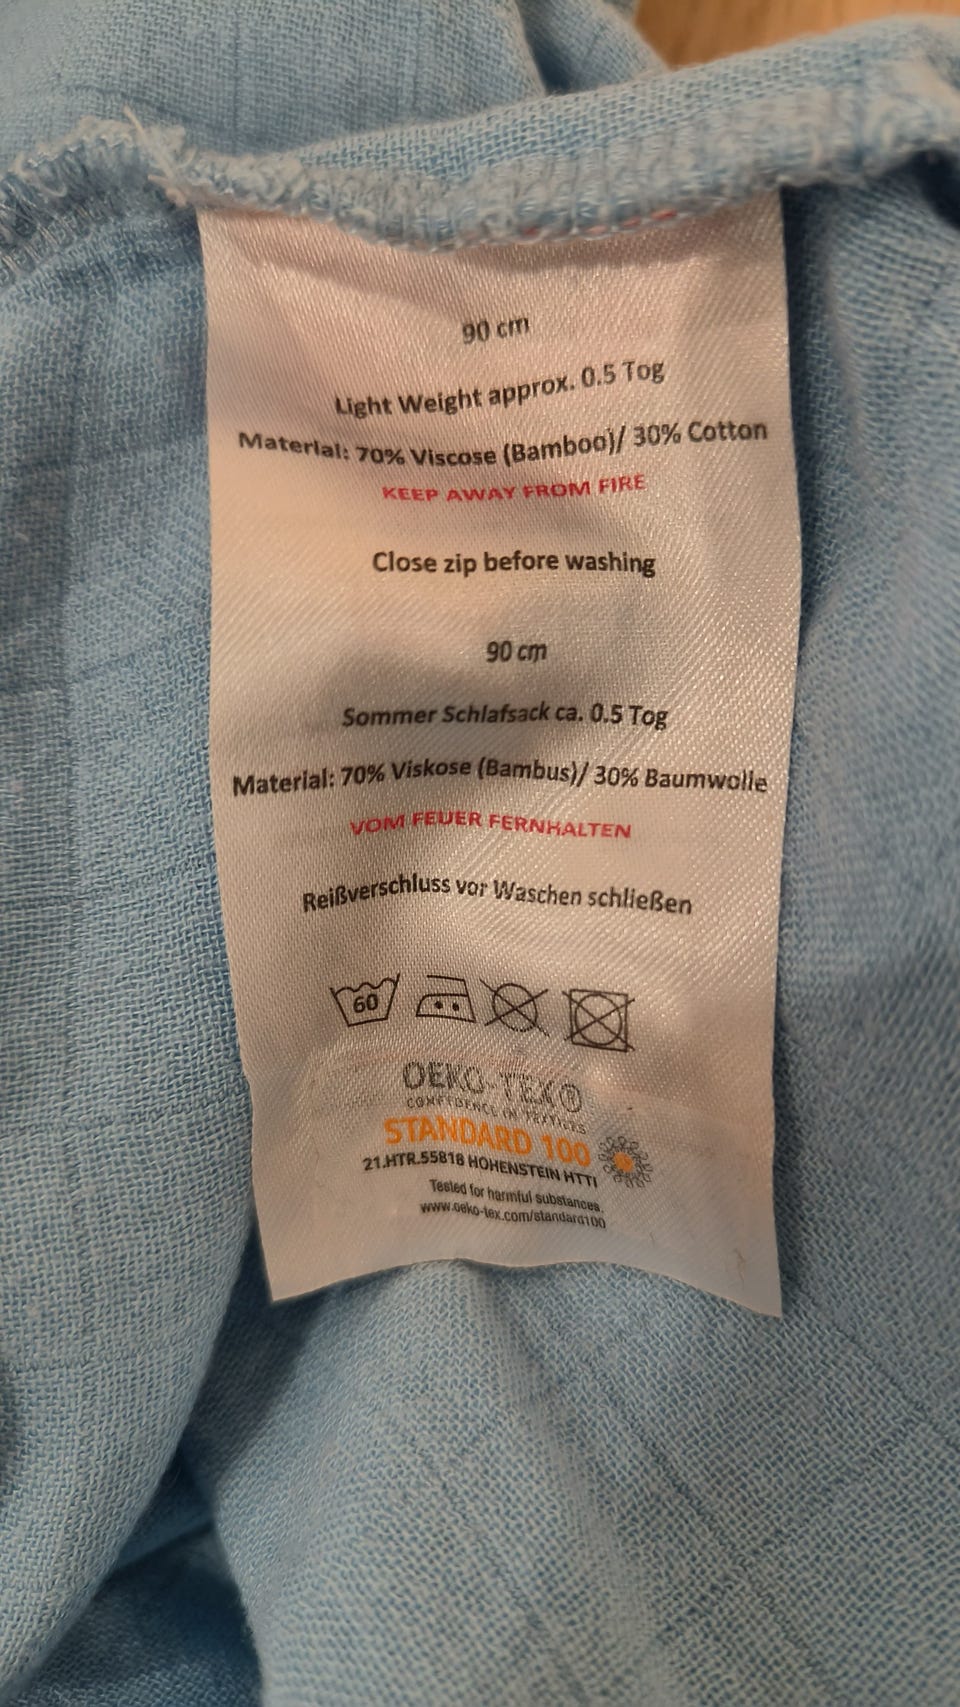 90 cm
Light Weight approx. 0.5 Tog
Material: 70% Viscose (Bamboo)/ 30% Cotton
KEEP AWAY FROM FIRE
Close zip before washing
90 cm
Sommer Schlafsack ca. 0.5 Tog
Material: 70% Viskose (Bambus)/ 30% Baumwolle
VOM FEUER FERNHALTEN
Reißverschluss vor Waschen schließen
60
OEKO-TEX®
CONFIDENCE IN TEXTILES
STANDARD 100
21.HTR.55818 HOHENSTEIN HTTI
Tested for harmful substances.
www.oeko-tex.com/standard100